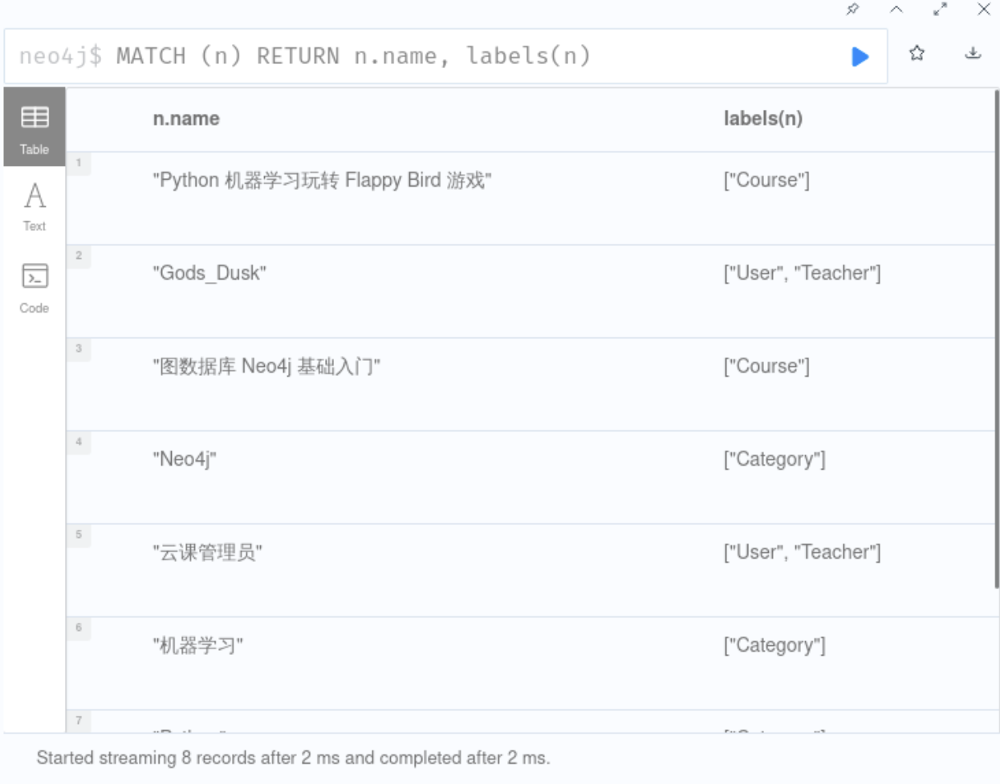 neo4j$ MATCH (n) RETURN n.name, labels(n)
n.name labels(n)
Table
1
"Python 机器学习玩转 Flappy Bird 游戏" ["Course"]
Text
2
"Gods_Dusk" ["User", "Teacher"]
Code
3
"图数据库 Neo4j 基础入门" ["Course"]
4
"Neo4j" ["Category"]
5
"云课管理员" ["User", "Teacher"]
6
"机器学习" ["Category"]
7
Started streaming 8 records after 2 ms and completed after 2 ms.